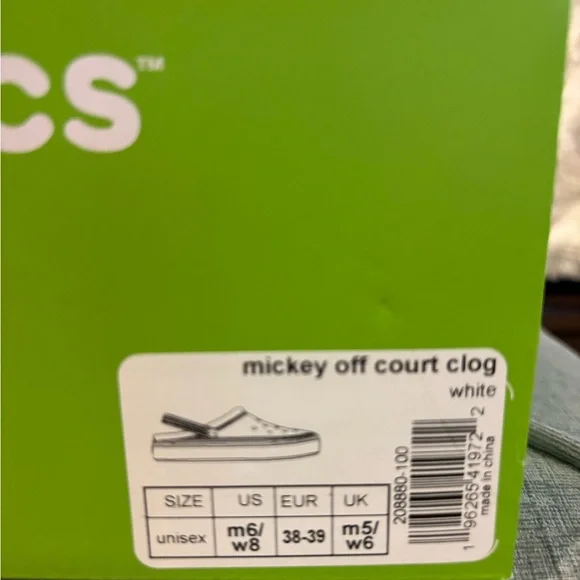 cs™
mickey off court clog
white
SIZE US EUR UK
unisex m6/w8 38-39 m5/w6
208880-100
1 96265 41972 2
made in china